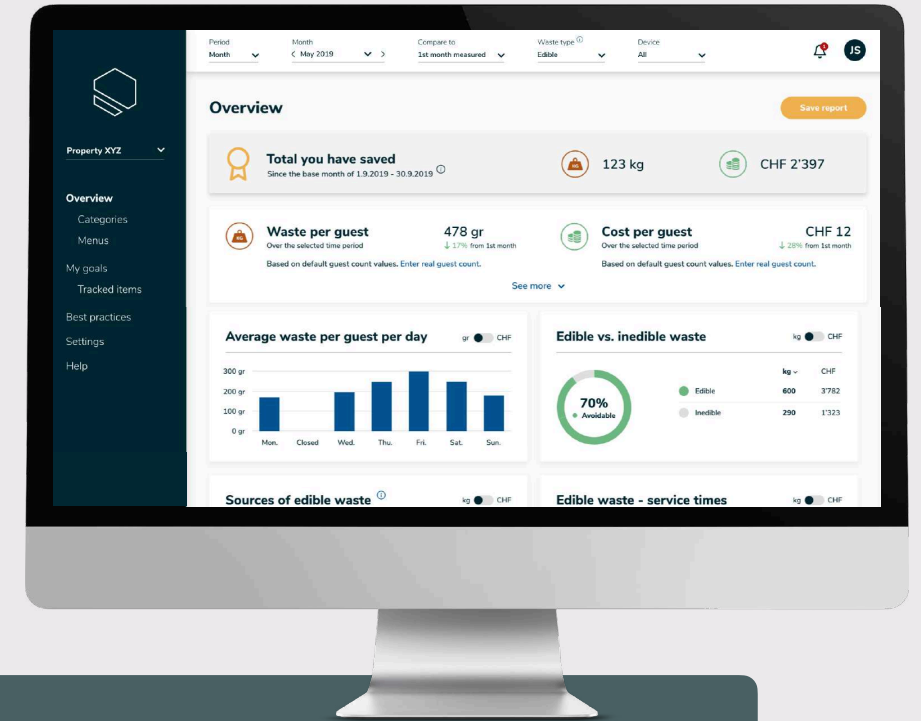 Period Month Compare to Waste type Device
Month < May 2019 > 1st month measured Edible All 1 JS
Overview Save report
Property XYZ
Total you have saved 123 kg CHF 2'397
Since the base month of 1.9.2019 - 30.9.2019
Overview
Categories
Menus
My goals
Tracked items
Best practices
Settings
Help
KG Waste per guest 478 gr
Over the selected time period ↓ 17% from 1st month
Based on default guest count values. Enter real guest count.
Cost per guest CHF 12
Over the selected time period ↓ 28% from 1st month
Based on default guest count values. Enter real guest count.
See more
Average waste per guest per day gr CHF
300 gr
200 gr
100 gr
0 gr
Mon. Closed Wed. Thu. Fri. Sat. Sun.
Edible vs. inedible waste kg CHF
kg CHF
70%
Avoidable
Edible 600 3'782
Inedible 290 1'323
Sources of edible waste kg CHF
Edible waste - service times kg CHF